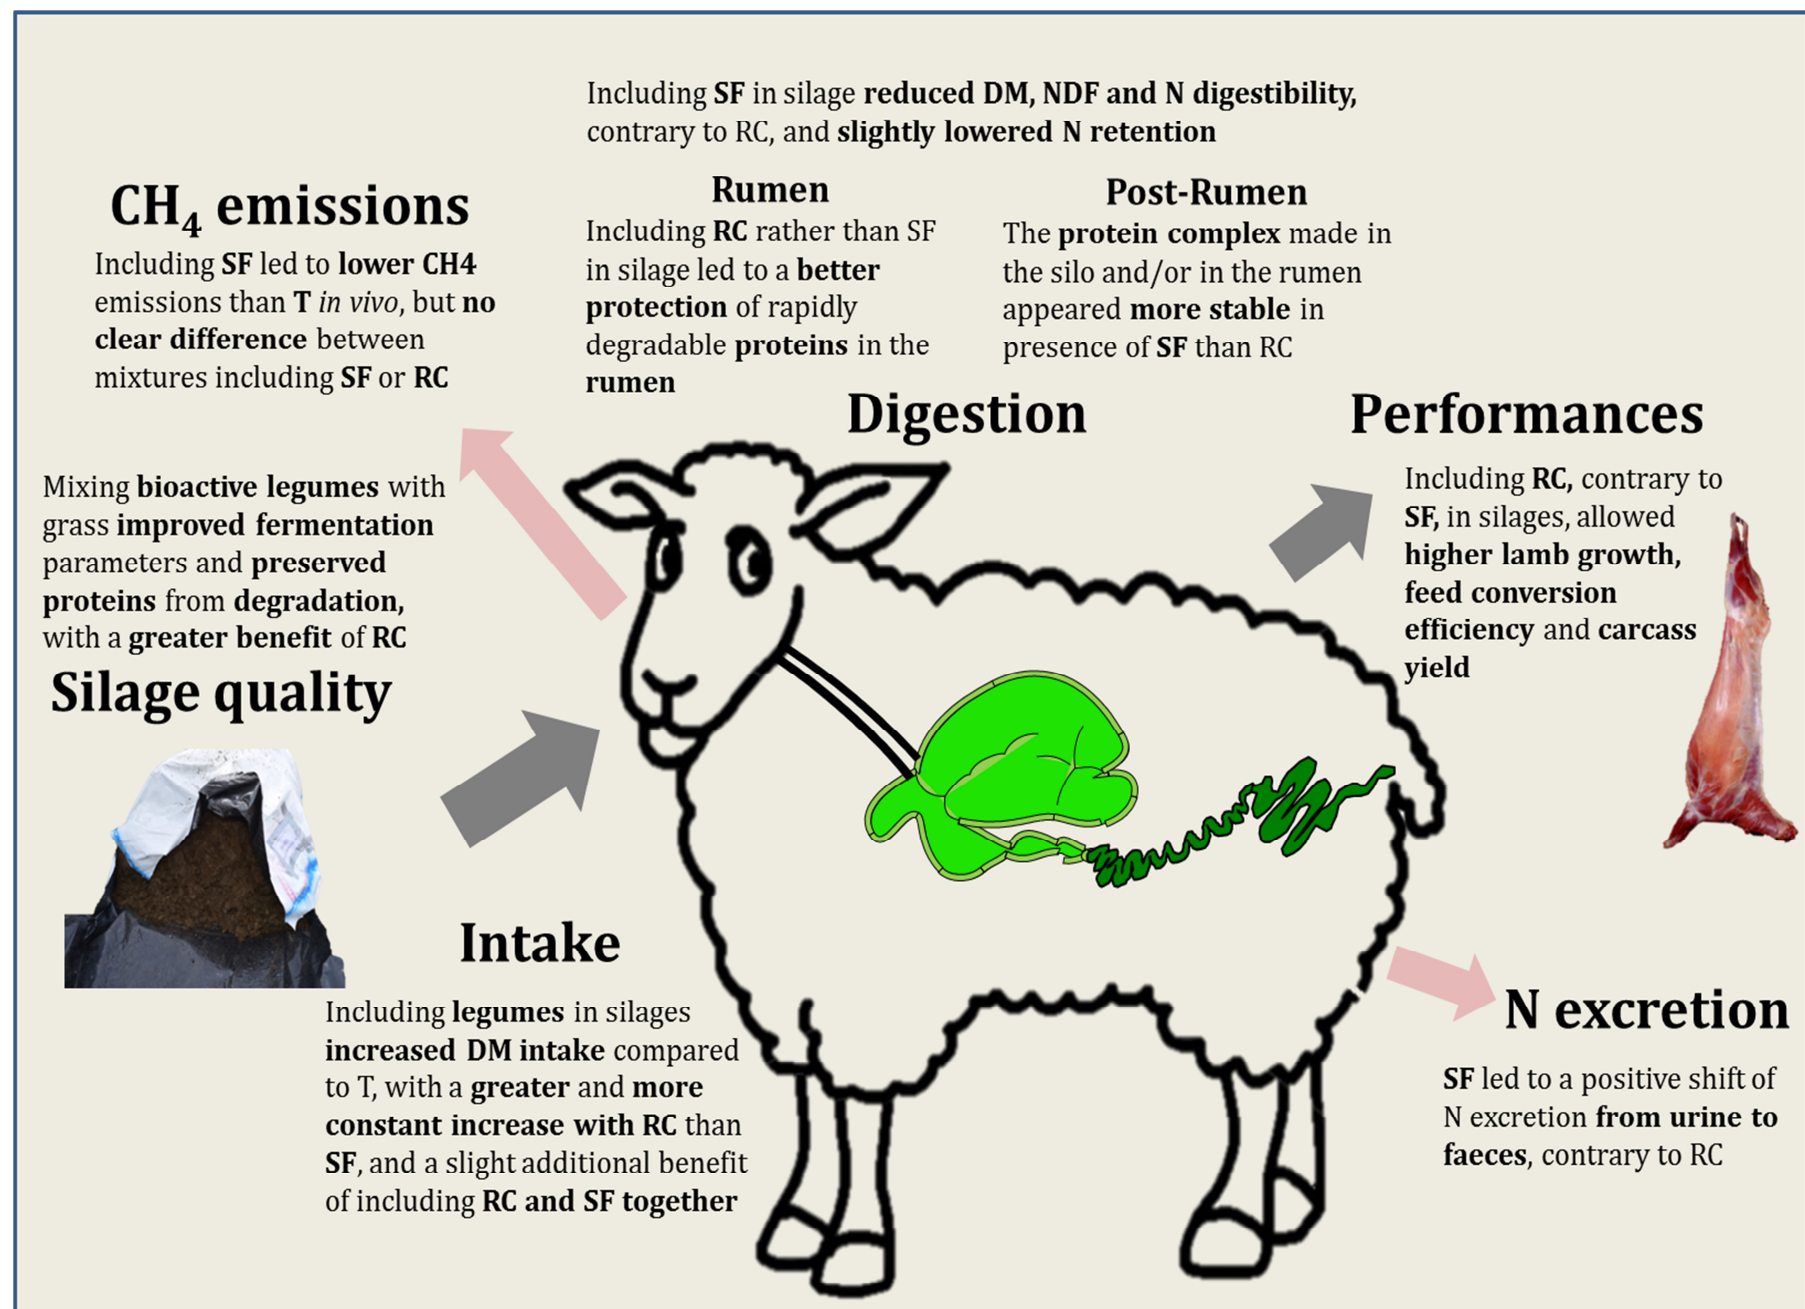 Including SF in silage reduced DM, NDF and N digestibility,
contrary to RC, and slightly lowered N retention
CH4 emissions
Including SF led to lower CH4
emissions than T in vivo, but no
clear difference between
mixtures including SF or RC
Rumen
Including RC rather than SF
in silage led to a better
protection of rapidly
degradable proteins in the
rumen
Post-Rumen
The protein complex made in
the silo and/or in the rumen
appeared more stable in
presence of SF than RC
Digestion
Performances
Including RC, contrary to
SF, in silages, allowed
higher lamb growth,
feed conversion
efficiency and carcass
yield
Mixing bioactive legumes with
grass improved fermentation
parameters and preserved
proteins from degradation,
with a greater benefit of RC
Silage quality
Intake
Including legumes in silages
increased DM intake compared
to T, with a greater and more
constant increase with RC than
SF, and a slight additional benefit
of including RC and SF together
N excretion
SF led to a positive shift of
N excretion from urine to
faeces, contrary to RC